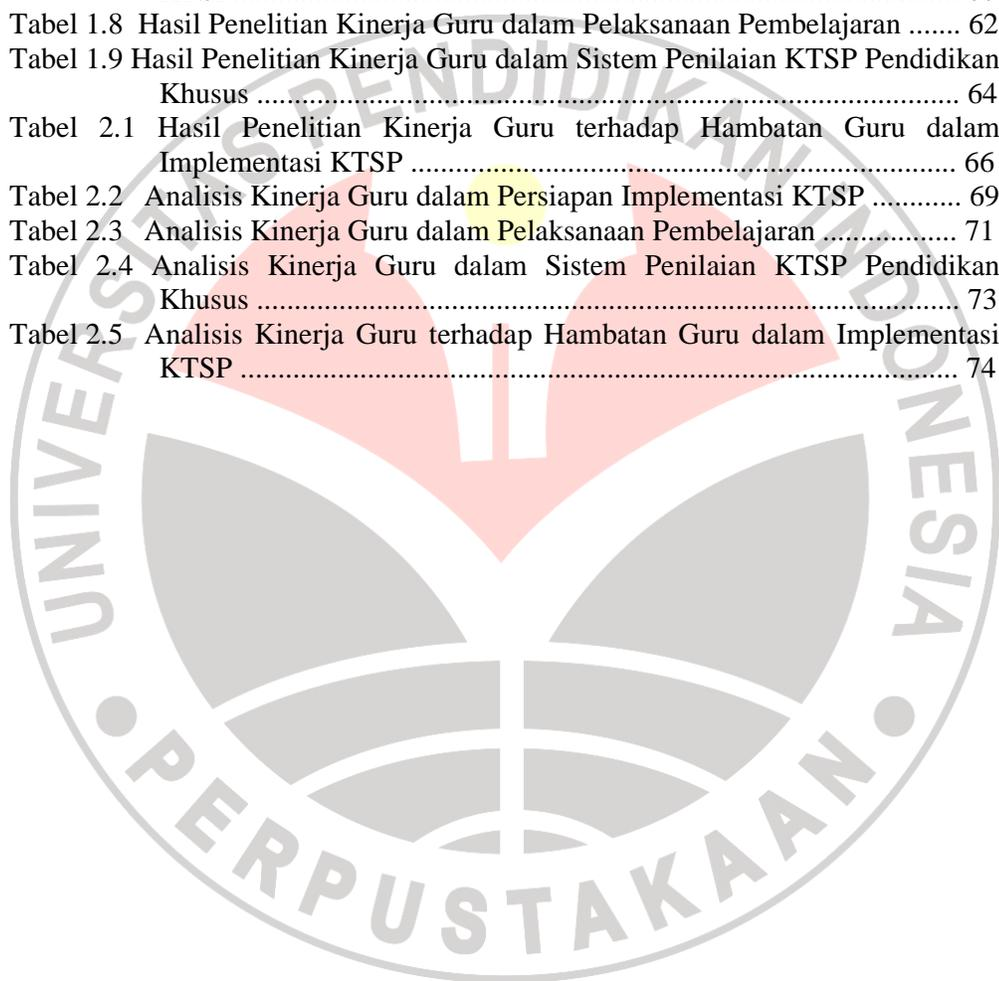 Tabel 1.8 Hasil Penelitian Kinerja Guru dalam Pelaksanaan Pembelajaran ....... 62
Tabel 1.9 Hasil Penelitian Kinerja Guru dalam Sistem Penilaian KTSP Pendidikan
Khusus .................................................................................................. 64
Tabel 2.1 Hasil Penelitian Kinerja Guru terhadap Hambatan Guru dalam
Implementasi KTSP ............................................................................ 66
Tabel 2.2 Analisis Kinerja Guru dalam Persiapan Implementasi KTSP ............ 69
Tabel 2.3 Analisis Kinerja Guru dalam Pelaksanaan Pembelajaran ................. 71
Tabel 2.4 Analisis Kinerja Guru dalam Sistem Penilaian KTSP Pendidikan
Khusus .................................................................................................. 73
Tabel 2.5 Analisis Kinerja Guru terhadap Hambatan Guru dalam Implementasi
KTSP ..................................................................................................... 74
UNIVERSITAS PENDIDIKAN INDONESIA
PERPUSTAKAAN